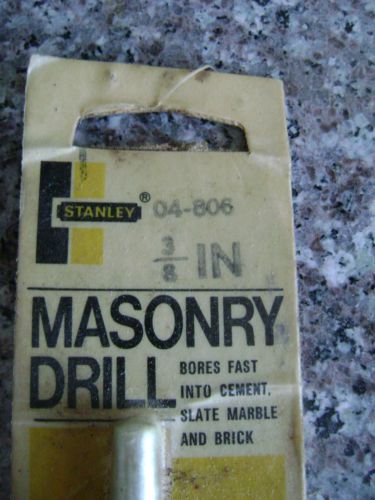 STANLEY ® 04-806
3/8 IN
MASONRY
DRILL
BORES FAST
INTO CEMENT,
SLATE MARBLE
AND BRICK